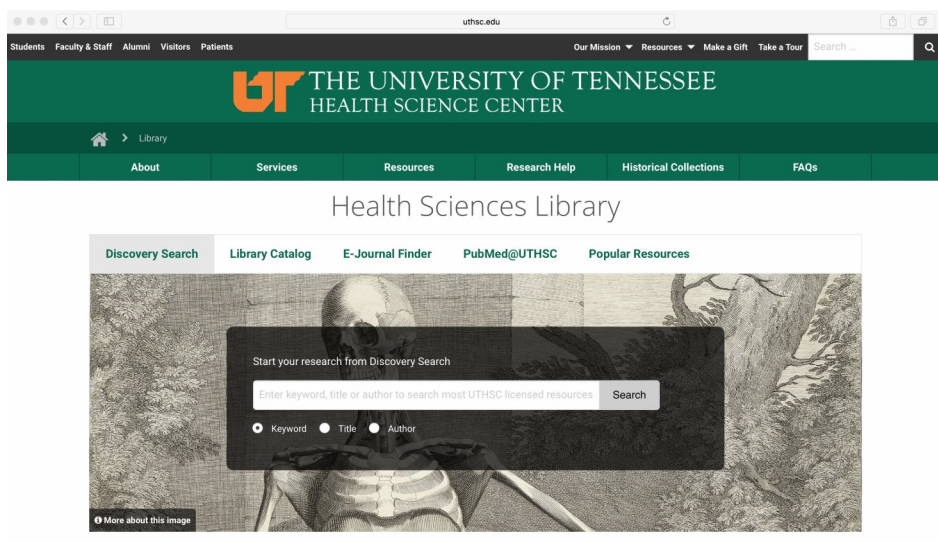 uthsc.edu
Students Faculty & Staff Alumni Visitors Patients Our Mission Resources Make a Gift Take a Tour Search ...
UT THE UNIVERSITY OF TENNESSEE
HEALTH SCIENCE CENTER
Library
About Services Resources Research Help Historical Collections FAQs
Health Sciences Library
Discovery Search Library Catalog E-Journal Finder PubMed@UTHSC Popular Resources
Start your research from Discovery Search
Enter keyword, title or author to search most UTHSC licensed resources Search
Keyword Title Author
More about this image